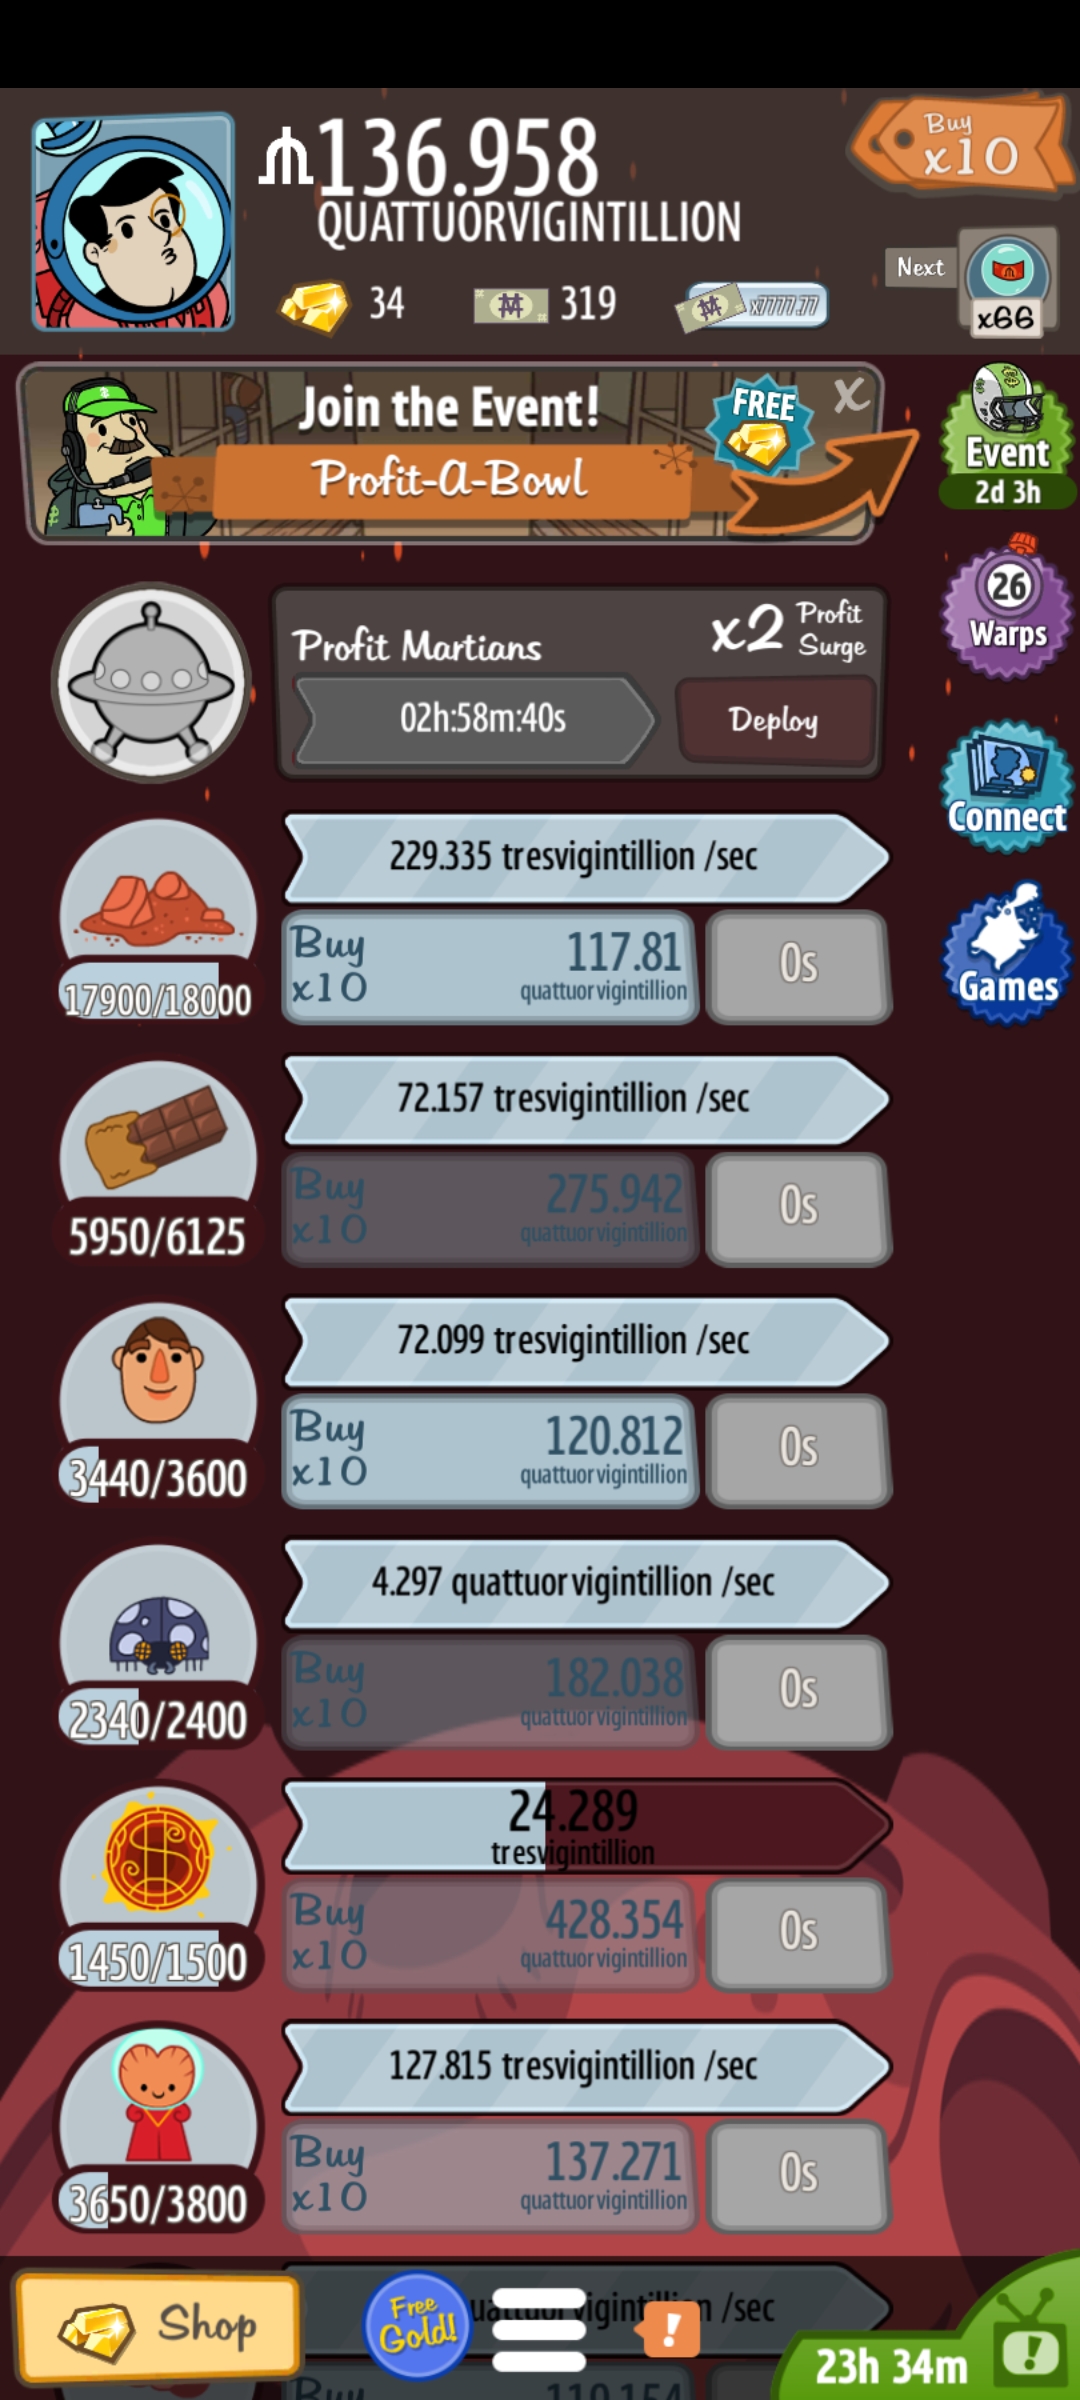 136.958
QUATTUORVIGINTILLION
Buy
x10
34
319
x7777.77
Next
x66
Join the Event!
Profit-A-Bowl
FREE
X
Event
2d 3h
26
Warps
Connect
Games
Profit Martians
x2 Profit Surge
02h:58m:40s
Deploy
229.335 tresvigintillion /sec
17900/18000
Buy x10
117.81
quattuorvigintillion
0s
72.157 tresvigintillion /sec
5950/6125
Buy x10
275.942
quattuorvigintillion
0s
72.099 tresvigintillion /sec
3440/3600
Buy x10
120.812
quattuorvigintillion
0s
4.297 quattuorvigintillion /sec
2340/2400
Buy x10
182.038
quattuorvigintillion
0s
24.289
tresvigintillion
1450/1500
Buy x10
428.354
quattuorvigintillion
0s
127.815 tresvigintillion /sec
3650/3800
Buy x10
137.271
quattuorvigintillion
0s
/sec
Shop
Free Gold!
!
23h 34m
!
Buy